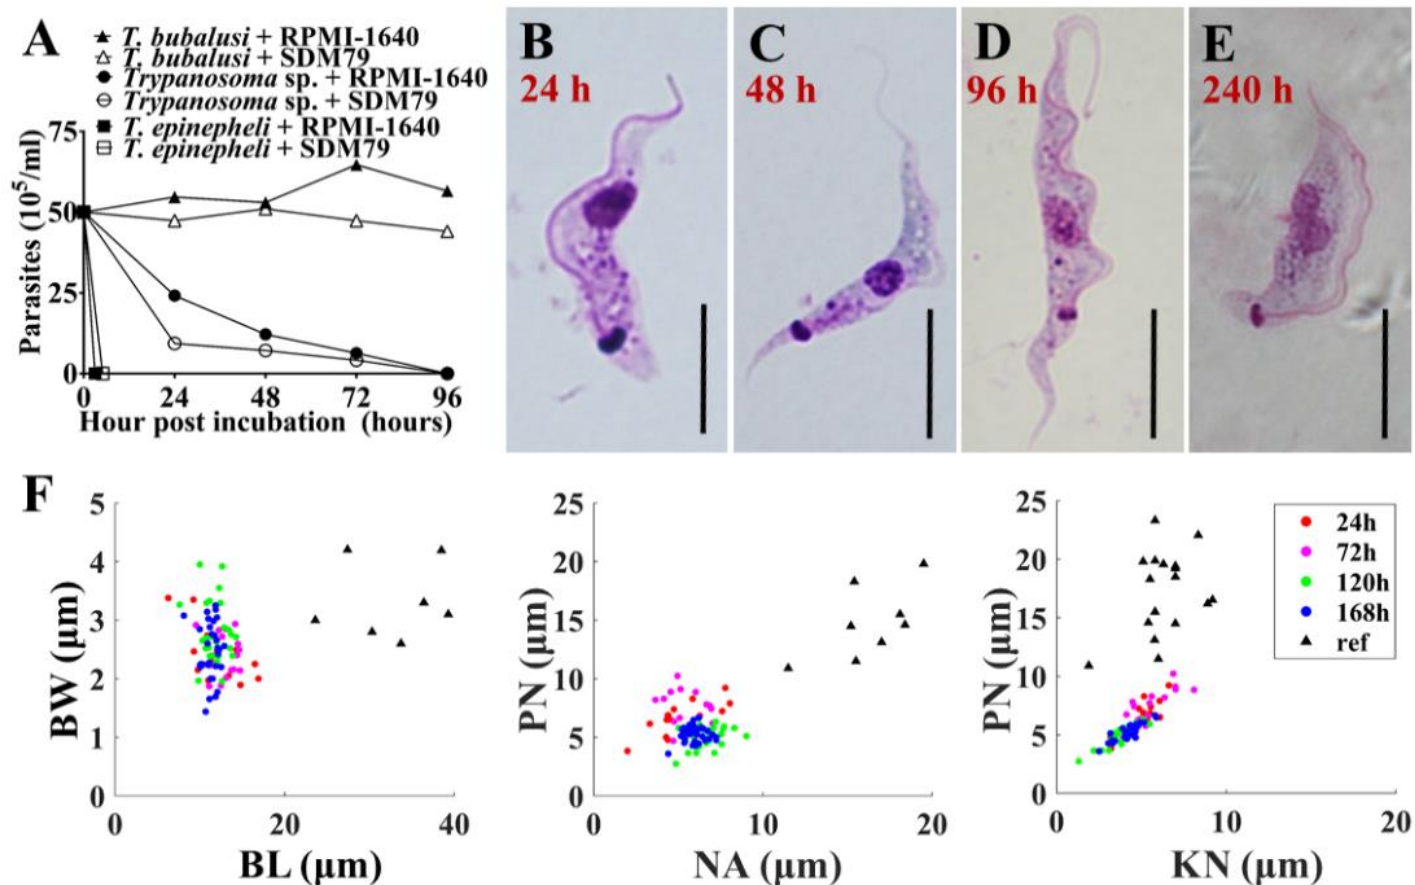 A
T. bubalusi + RPMI-1640
T. bubalusi + SDM79
Trypanosoma sp. + RPMI-1640
Trypanosoma sp. + SDM79
T. epinepheli + RPMI-1640
T. epinepheli + SDM79
Parasites (10⁵/ml)
75
50
25
0
0 24 48 72 96
Hour post incubation (hours)
B
24 h
C
48 h
D
96 h
E
240 h
F
BW (μm)
5
4
3
2
1
0
0 20 40
BL (μm)
PN (μm)
25
20
15
10
5
0
0 10 20
NA (μm)
PN (μm)
25
20
15
10
5
0
0 10 20
KN (μm)
24h
72h
120h
168h
ref